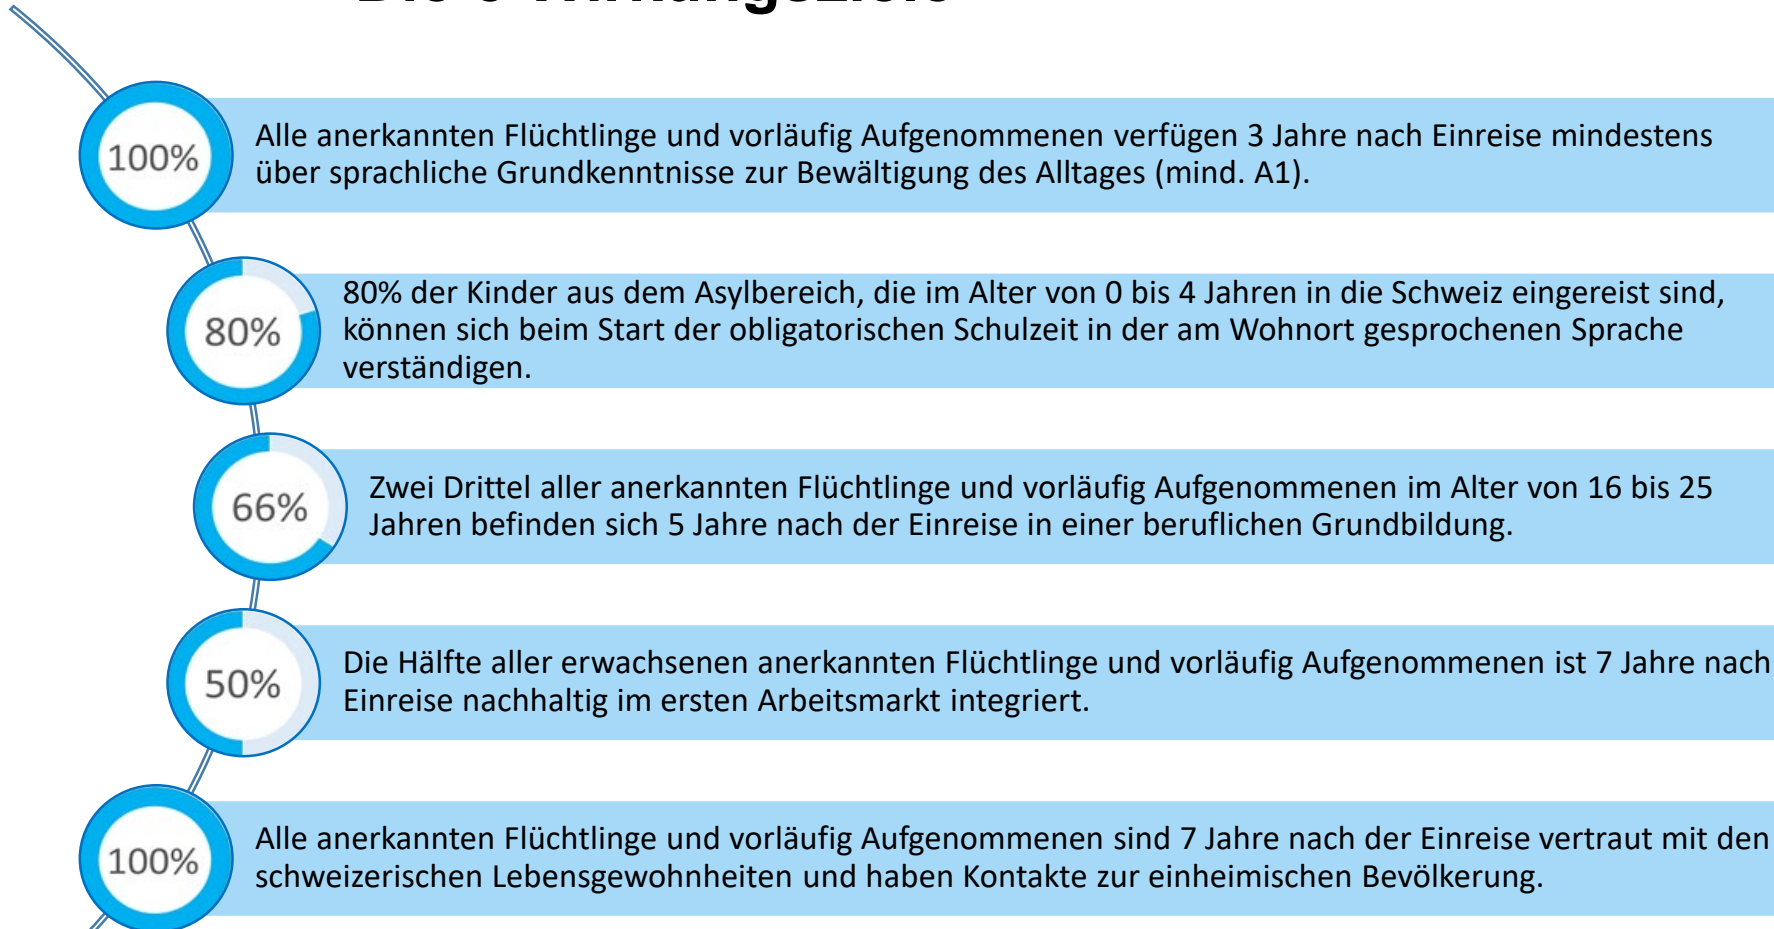 100%
Alle anerkannten Flüchtlinge und vorläufig Aufgenommenen verfügen 3 Jahre nach Einreise mindestens
über sprachliche Grundkenntnisse zur Bewältigung des Alltages (mind. A1).
80%
80% der Kinder aus dem Asylbereich, die im Alter von 0 bis 4 Jahren in die Schweiz eingereist sind,
können sich beim Start der obligatorischen Schulzeit in der am Wohnort gesprochenen Sprache
verständigen.
66%
Zwei Drittel aller anerkannten Flüchtlinge und vorläufig Aufgenommenen im Alter von 16 bis 25
Jahren befinden sich 5 Jahre nach der Einreise in einer beruflichen Grundbildung.
50%
Die Hälfte aller erwachsenen anerkannten Flüchtlinge und vorläufig Aufgenommenen ist 7 Jahre nach
Einreise nachhaltig im ersten Arbeitsmarkt integriert.
100%
Alle anerkannten Flüchtlinge und vorläufig Aufgenommenen sind 7 Jahre nach der Einreise vertraut mit den
schweizerischen Lebensgewohnheiten und haben Kontakte zur einheimischen Bevölkerung.